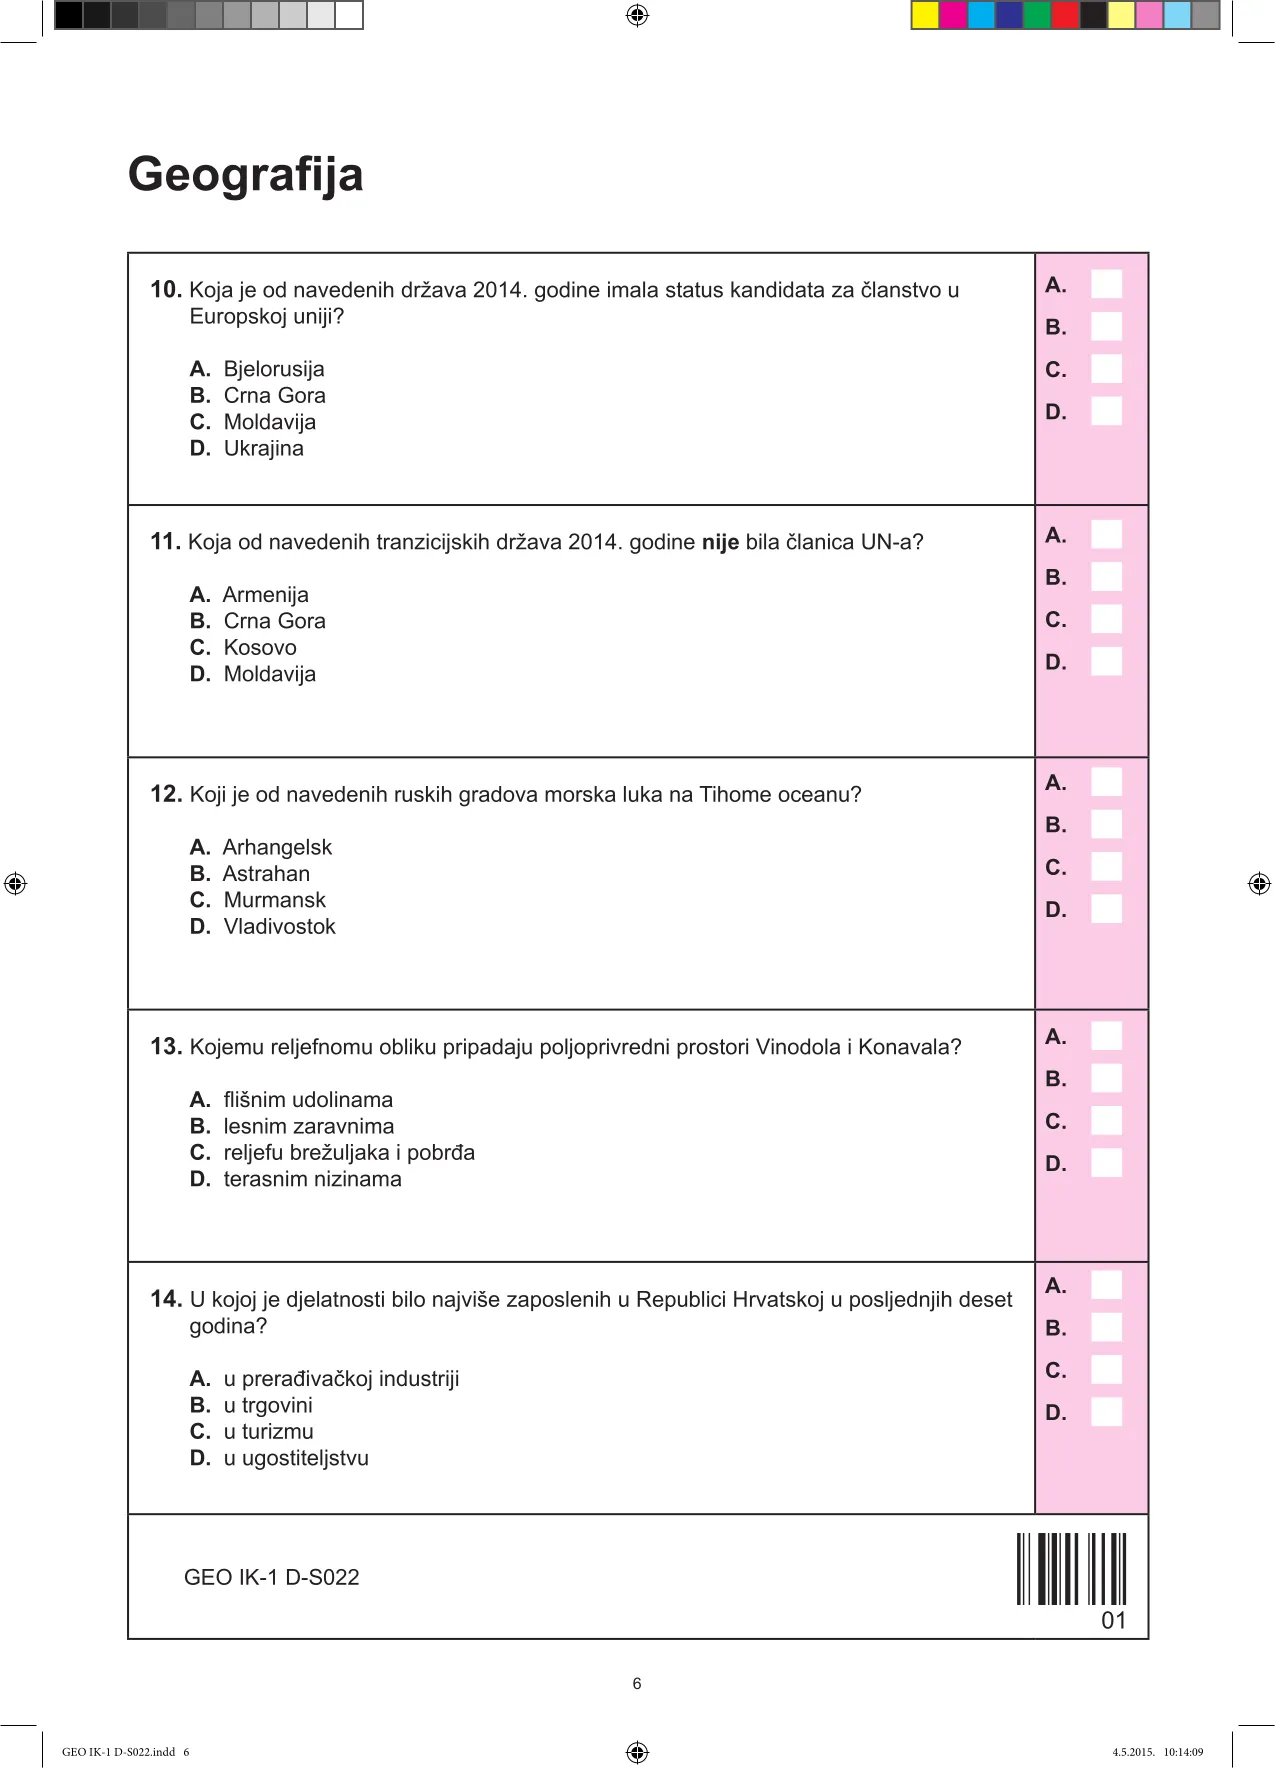 Geografija
10. Koja je od navedenih država 2014. godine imala status kandidata za članstvo u
Europskoj uniji?
A. Bjelorusija
B. Crna Gora
C. Moldavija
D. Ukrajina
A.
B.
C.
D.
11. Koja od navedenih tranzicijskih država 2014. godine nije bila članica UN-a?
A. Armenija
B. Crna Gora
C. Kosovo
D. Moldavija
A.
B.
C.
D.
12. Koji je od navedenih ruskih gradova morska luka na Tihome oceanu?
A. Arhangelsk
B. Astrahan
C. Murmansk
D. Vladivostok
A.
B.
C.
D.
13. Kojemu reljefnomu obliku pripadaju poljoprivredni prostori Vinodola i Konavala?
A. flišnim udolinama
B. lesnim zaravnima
C. reljefu brežuljaka i pobrđa
D. terasnim nizinama
A.
B.
C.
D.
14. U kojoj je djelatnosti bilo najviše zaposlenih u Republici Hrvatskoj u posljednjih deset
godina?
A. u prerađivačkoj industriji
B. u trgovini
C. u turizmu
D. u ugostiteljstvu
A.
B.
C.
D.
GEO IK-1 D-S022
01
6
GEO IK-1 D-S022.indd 6
4.5.2015. 10:14:09